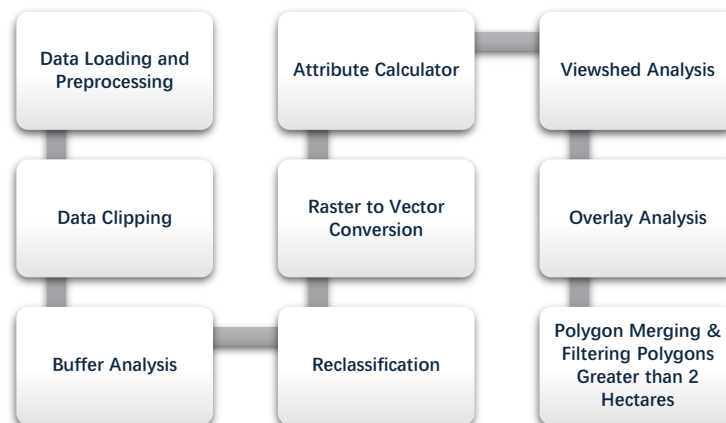 Data Loading and
Preprocessing
Data Clipping
Buffer Analysis
Reclassification
Raster to Vector
Conversion
Attribute Calculator
Viewshed Analysis
Overlay Analysis
Polygon Merging &
Filtering Polygons
Greater than 2
Hectares